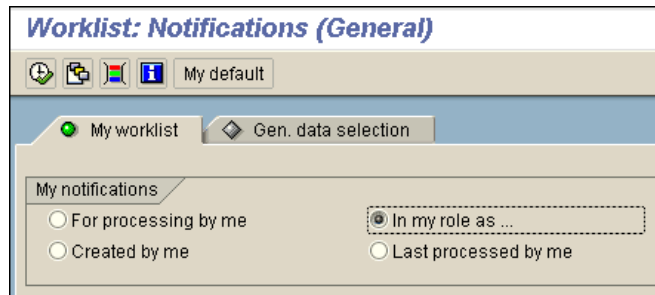 Worklist: Notifications (General)
My default
My worklist Gen. data selection
My notifications
For processing by me In my role as ...
Created by me Last processed by me